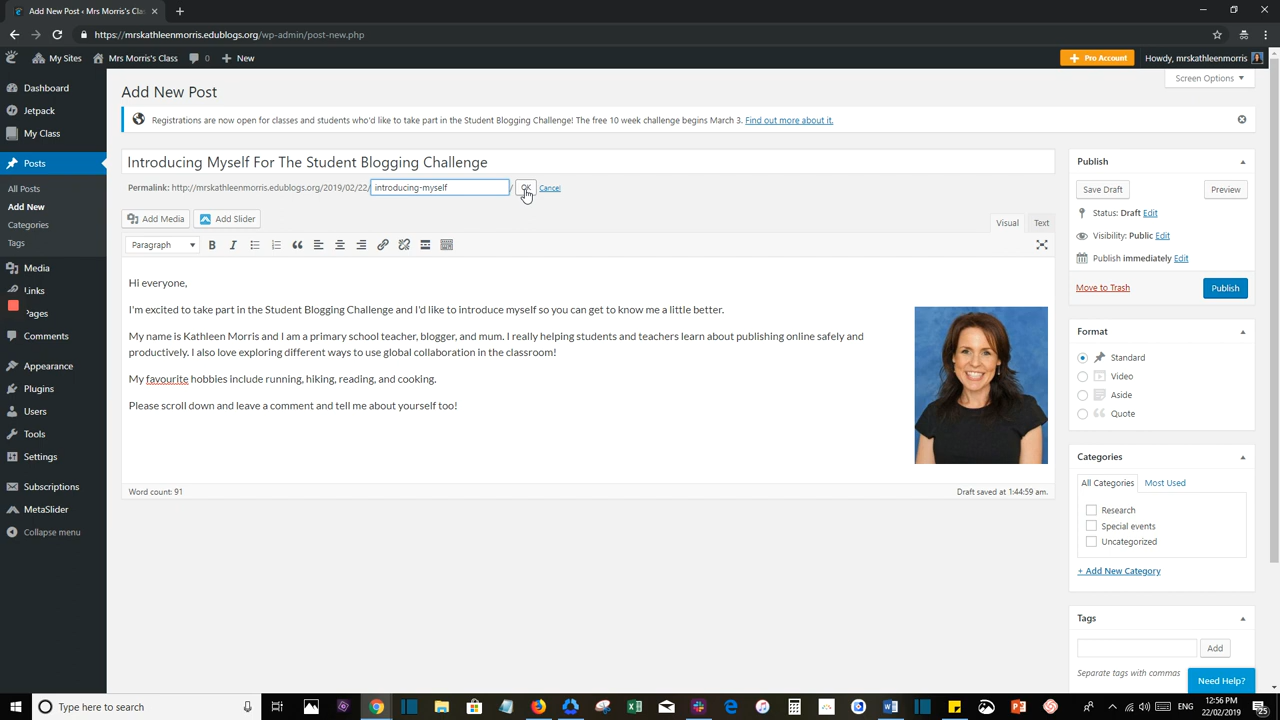 Add New Post - Mrs Morris's Clas
https://mrskathleenmorris.edublogs.org/wp-admin/post-new.php
My Sites
Mrs Morris's Class
0
New
Pro Account
Howdy, mrskathleenmorris
Dashboard
Jetpack
My Class
Posts
All Posts
Add New
Categories
Tags
Media
Links
Pages
Comments
Appearance
Plugins
Users
Tools
Settings
Subscriptions
MetaSlider
Collapse menu
Screen Options
Add New Post
Registrations are now open for classes and students who'd like to take part in the Student Blogging Challenge! The free 10 week challenge begins March 3. Find out more about it.
Introducing Myself For The Student Blogging Challenge
Permalink: http://mrskathleenmorris.edublogs.org/2019/02/22/introducing-myself / OK Cancel
Add Media
Add Slider
Visual
Text
Paragraph
Hi everyone,
I'm excited to take part in the Student Blogging Challenge and I'd like to introduce myself so you can get to know me a little better.
My name is Kathleen Morris and I am a primary school teacher, blogger, and mum. I really helping students and teachers learn about publishing online safely and
productively. I also love exploring different ways to use global collaboration in the classroom!
My favourite hobbies include running, hiking, reading, and cooking.
Please scroll down and leave a comment and tell me about yourself too!
Word count: 91
Draft saved at 1:44:59 am.
Publish
Save Draft
Preview
Status: Draft Edit
Visibility: Public Edit
Publish immediately Edit
Move to Trash
Publish
Format
Standard
Video
Aside
Quote
Categories
All Categories
Most Used
Research
Special events
Uncategorized
+ Add New Category
Tags
Add
Separate tags with commas
Need Help?
Type here to search
ENG
12:56 PM
22/02/2019
25